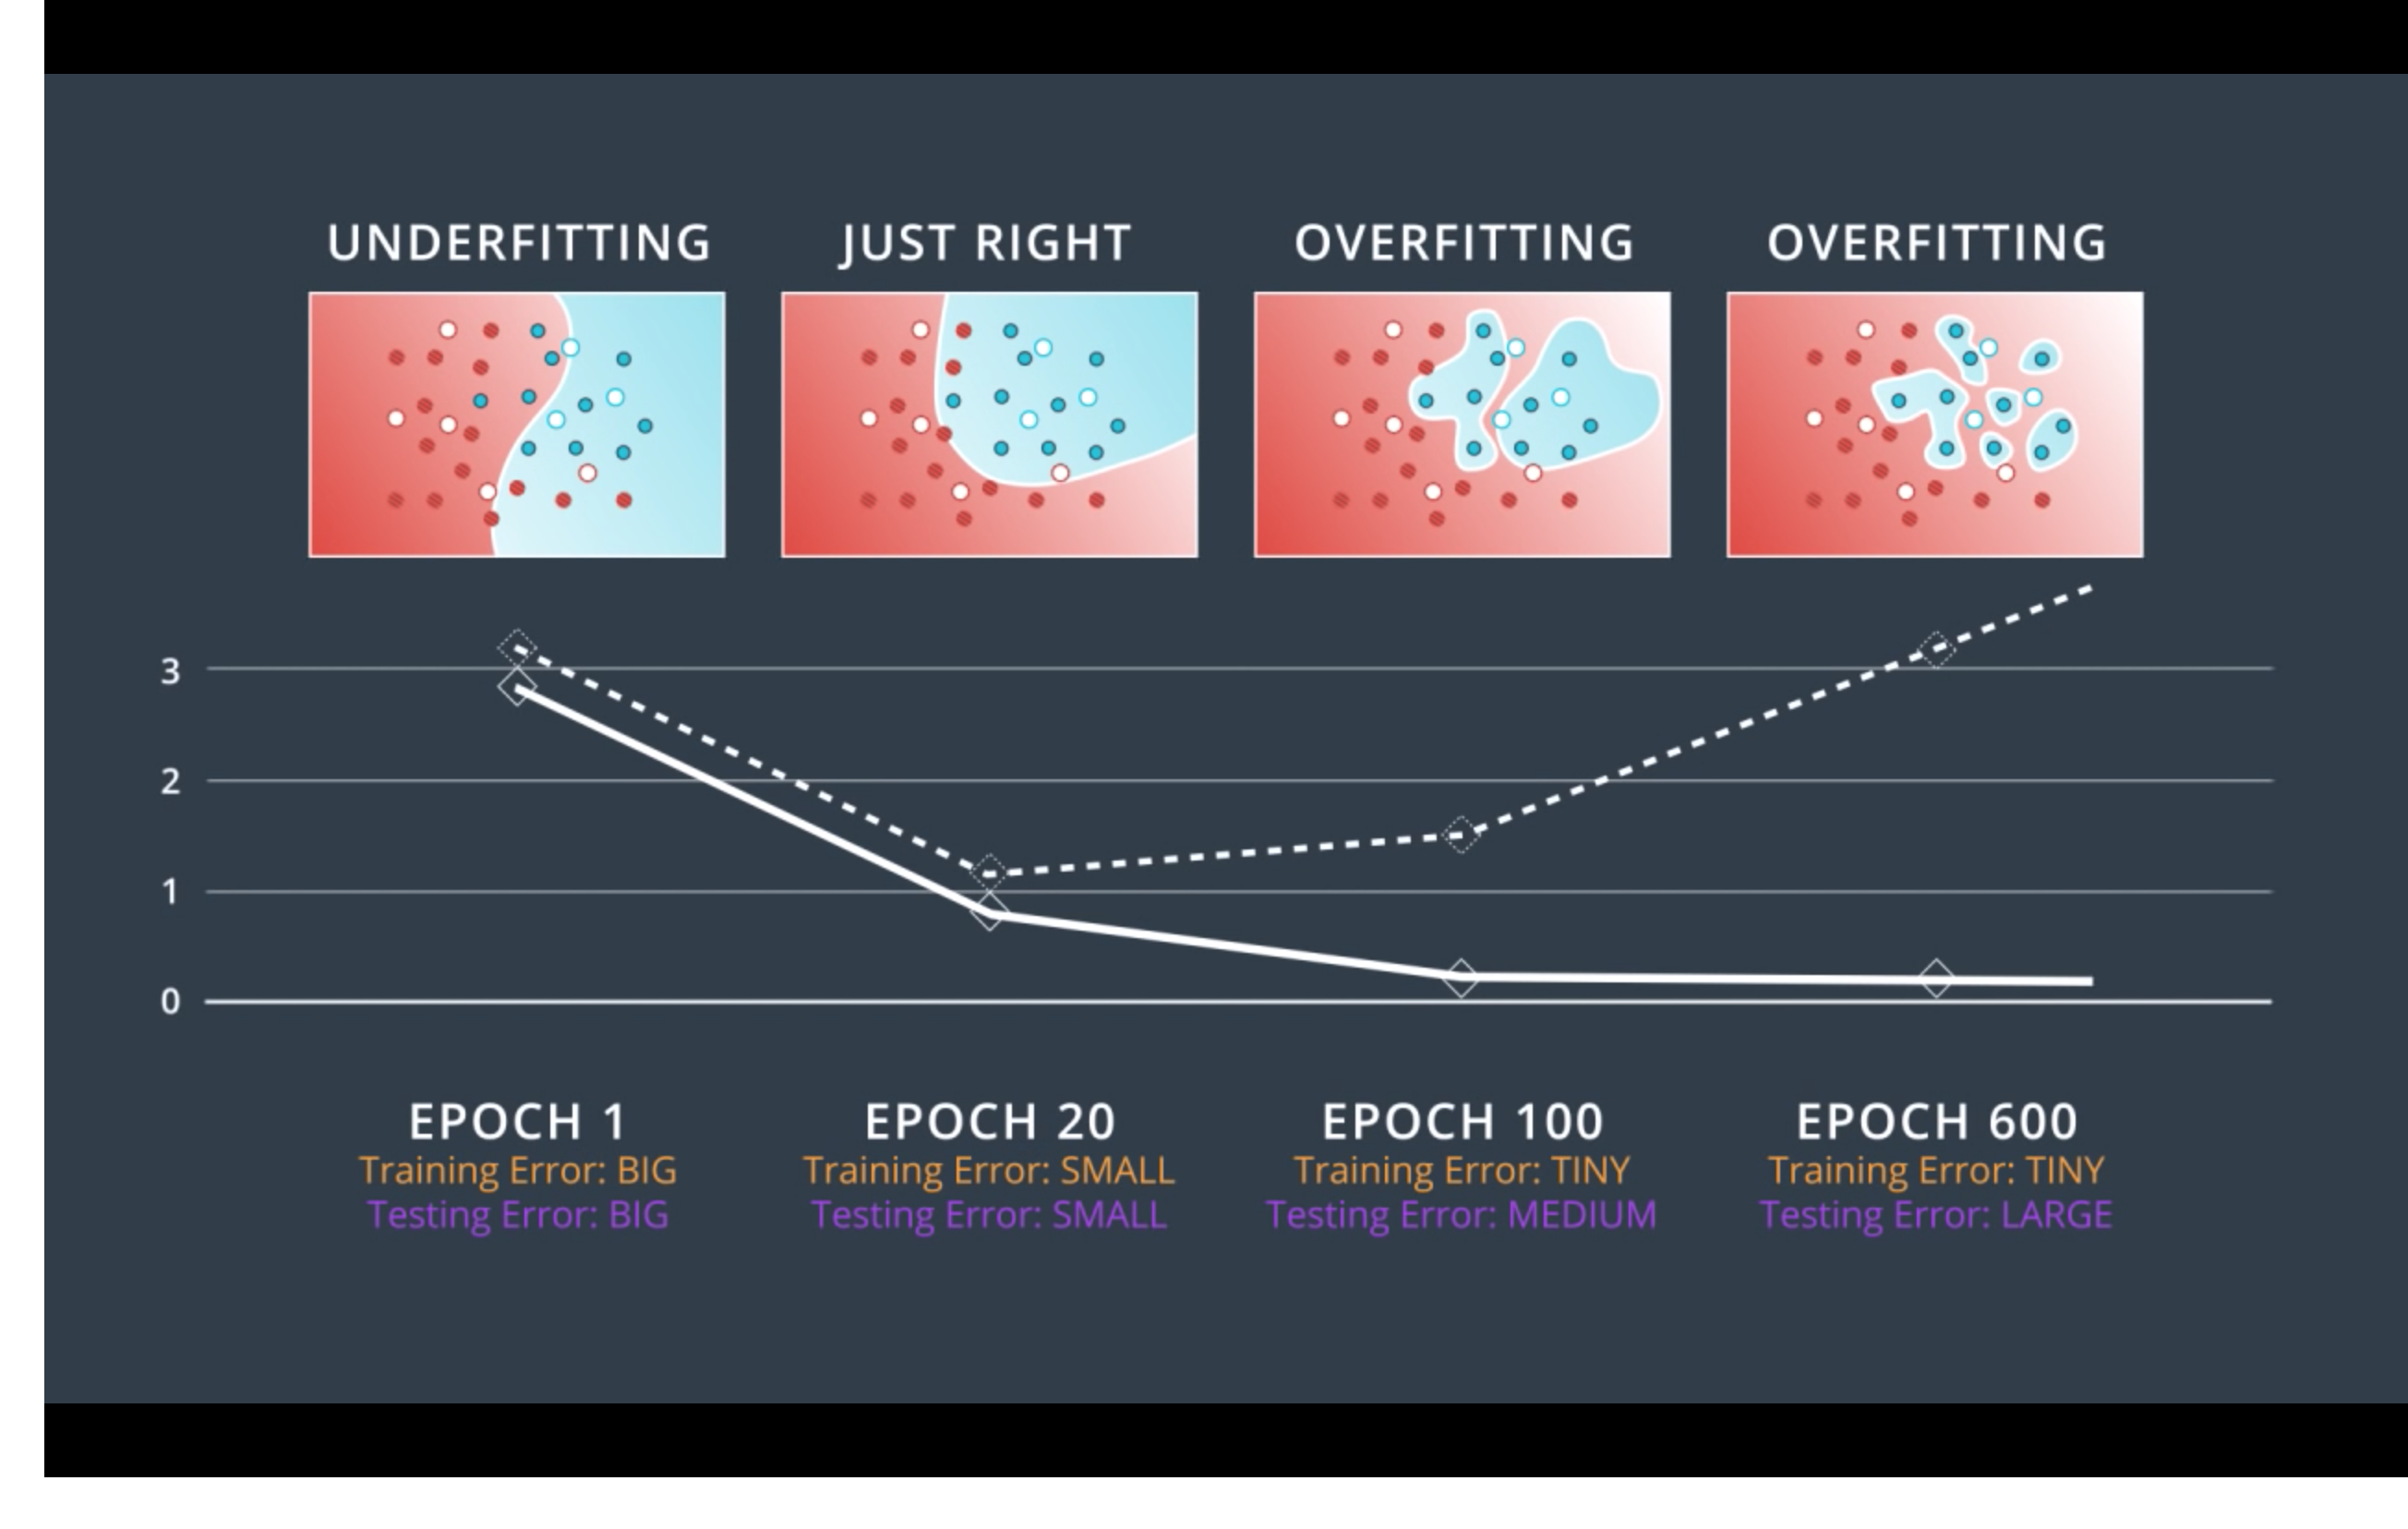 UNDERFITTING
JUST RIGHT
OVERFITTING
OVERFITTING
3
2
1
0
EPOCH 1
Training Error: BIG
Testing Error: BIG
EPOCH 20
Training Error: SMALL
Testing Error: SMALL
EPOCH 100
Training Error: TINY
Testing Error: MEDIUM
EPOCH 600
Training Error: TINY
Testing Error: LARGE